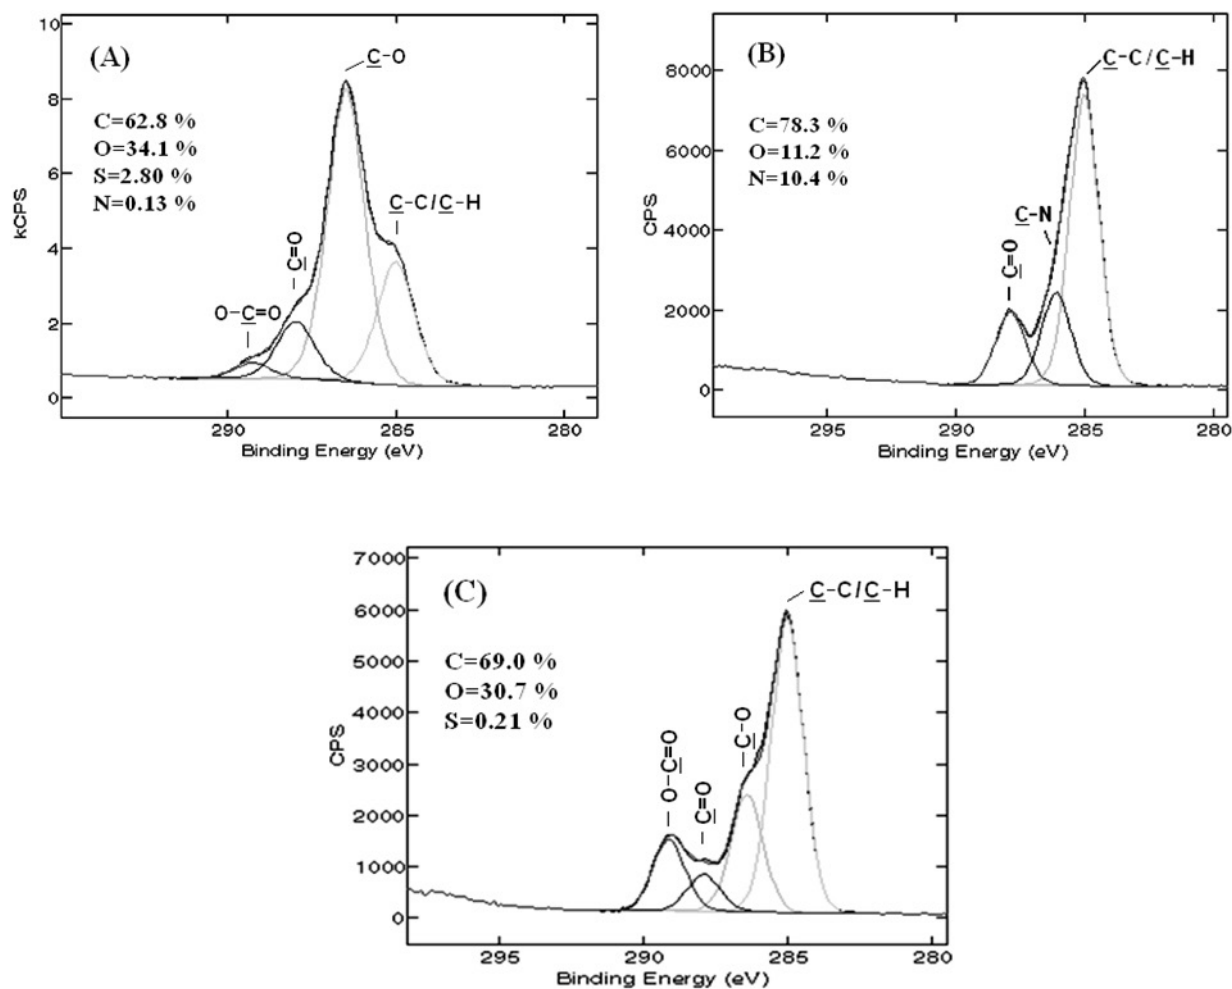 (A)
C-O
C=62.8 %
O=34.1 %
S=2.80 %
N=0.13 %
C-C/C-H
-C=O
O-C=O
kCPS
10
8
6
4
2
0
290
285
280
Binding Energy (eV)
(B)
C-C/C-H
C=78.3 %
O=11.2 %
N=10.4 %
C-N
-C=O
CPS
8000
6000
4000
2000
0
295
290
285
280
Binding Energy (eV)
(C)
C-C/C-H
C=69.0 %
O=30.7 %
S=0.21 %
-O-C=O
-C=O
-C-O
CPS
7000
6000
5000
4000
3000
2000
1000
0
295
290
285
280
Binding Energy (eV)